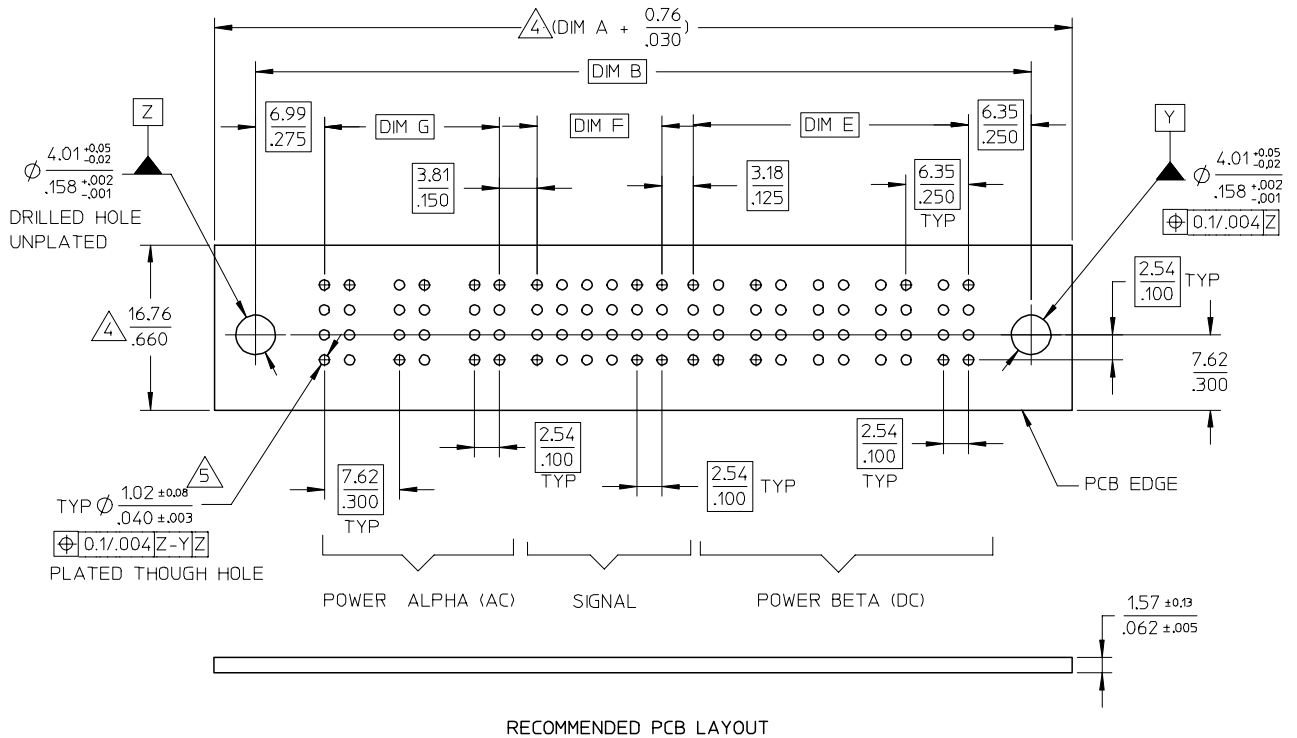 4 (DIM A + 0.76/.030)
DIM B
6.99
.275
DIM G
DIM F
DIM E
6.35
.250
Z
Y
3.81
.150
3.18
.125
6.35
.250
TYP
Ø 4.01 +0.05 -0.02
.158 +.002 -.001
DRILLED HOLE
UNPLATED
Ø 4.01 +0.05 -0.02
.158 +.002 -.001
⌖ 0.1/.004 Z
2.54
.100
TYP
4
16.76
.660
7.62
.300
2.54
.100
TYP
2.54
.100
TYP
2.54
.100
TYP
7.62
.300
TYP
5
TYP Ø 1.02 ±0.08
.040 ±.003
⌖ 0.1/.004 Z-Y Z
PLATED THOUGH HOLE
PCB EDGE
POWER ALPHA (AC)
SIGNAL
POWER BETA (DC)
1.57 ±0.13
.062 ±.005
RECOMMENDED PCB LAYOUT